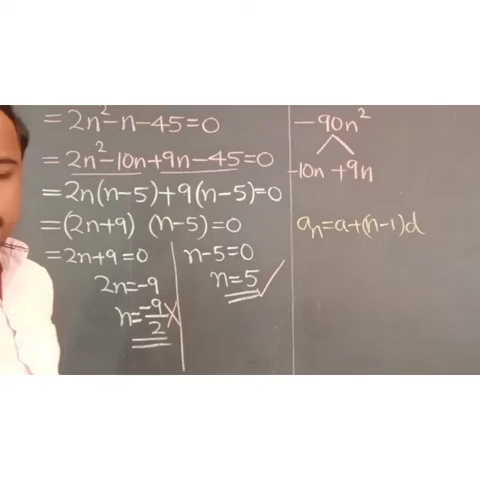 = 2n²-n-45=0
= 2n²-10n+9n-45=0
=2n(n-5)+9(n-5)=0
=(2n+9) (n-5)=0
=2n+9=0
2n=-9
n=-9/2 ×
n-5=0
n=5 ✓
-90n²
-10n +9n
aₙ=a+(n-1)d